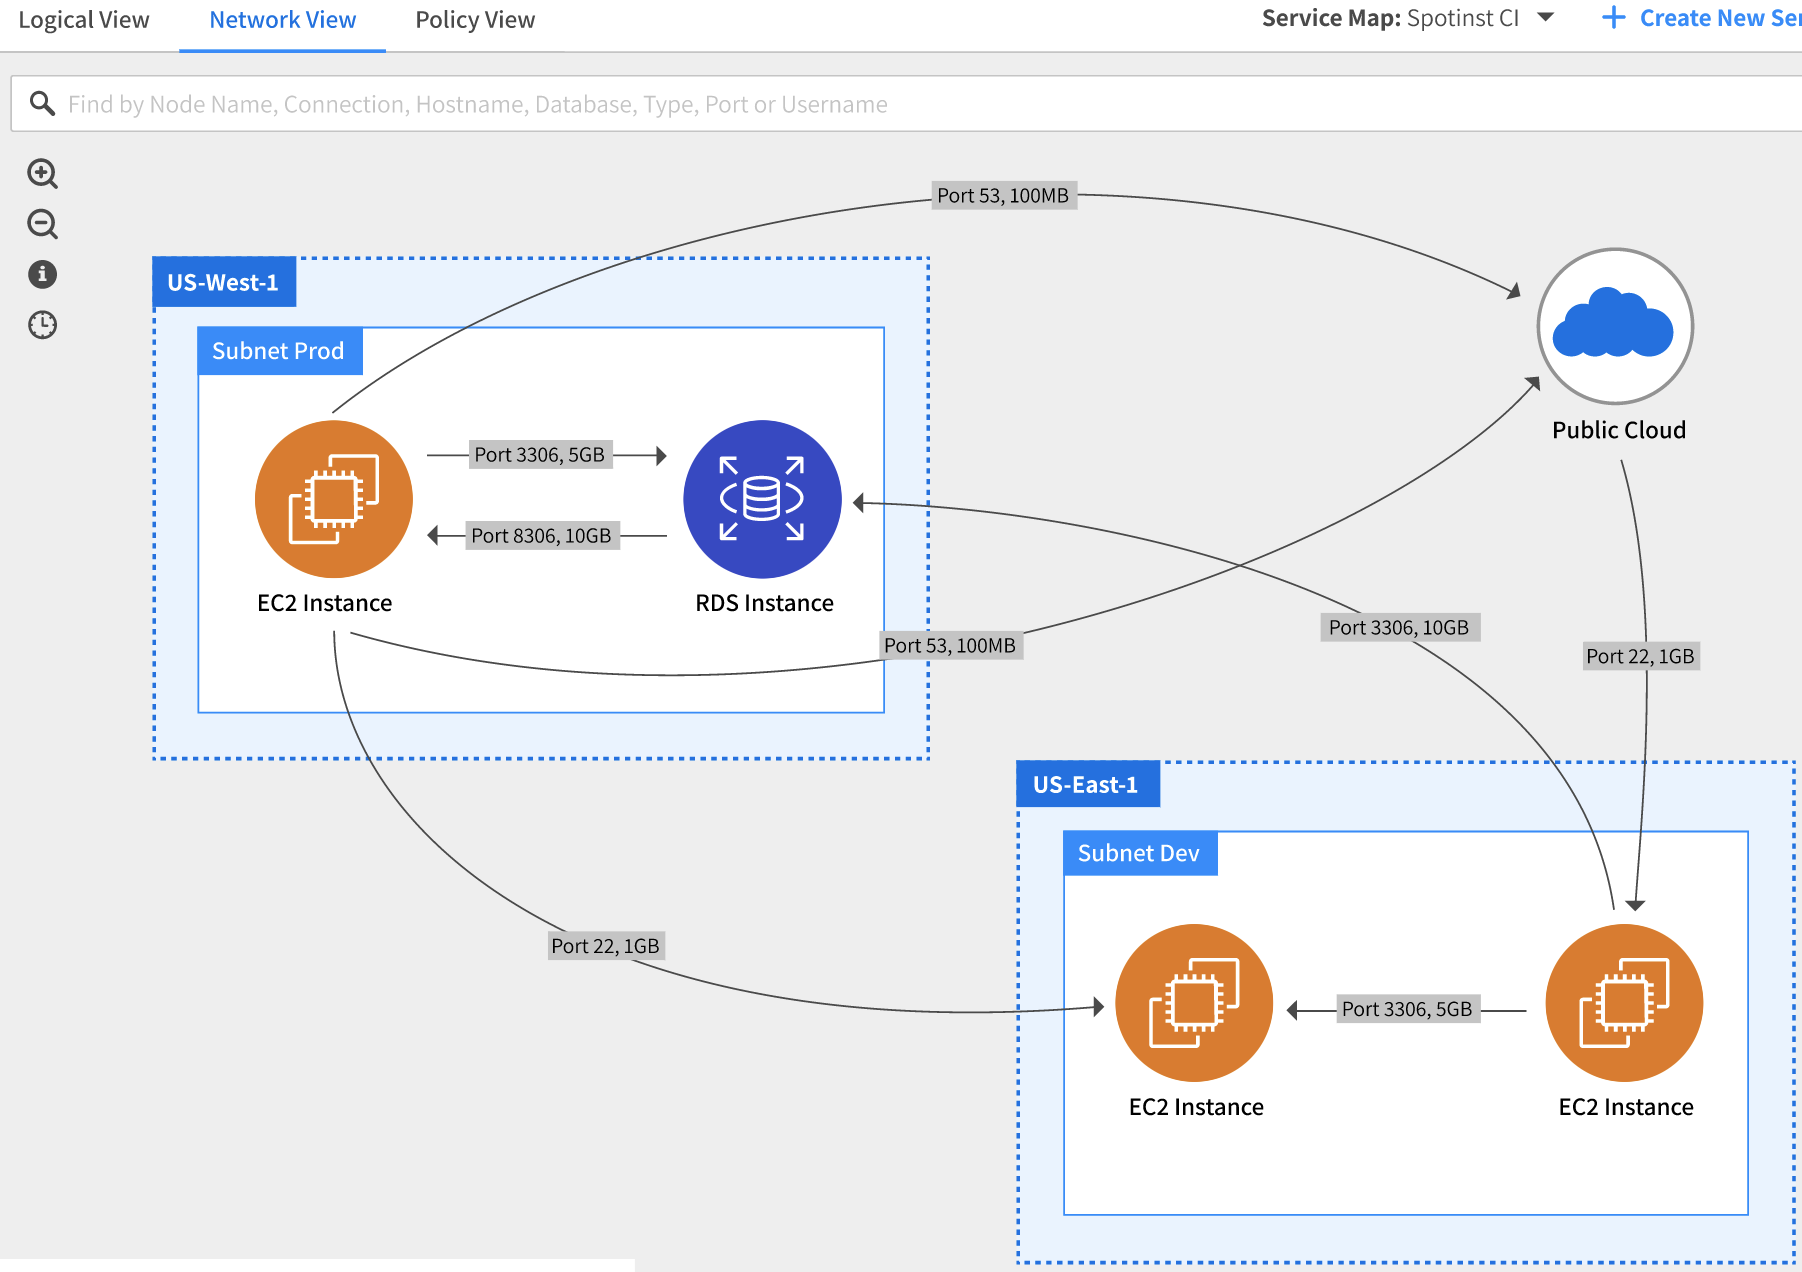 Logical View
Network View
Policy View
Service Map: Spotinst CI
Create New Ser
Find by Node Name, Connection, Hostname, Database, Type, Port or Username
Port 53, 100MB
US-West-1
Subnet Prod
Port 3306, 5GB
Port 8306, 10GB
EC2 Instance
RDS Instance
Public Cloud
Port 53, 100MB
Port 3306, 10GB
Port 22, 1GB
US-East-1
Subnet Dev
Port 22, 1GB
Port 3306, 5GB
EC2 Instance
EC2 Instance